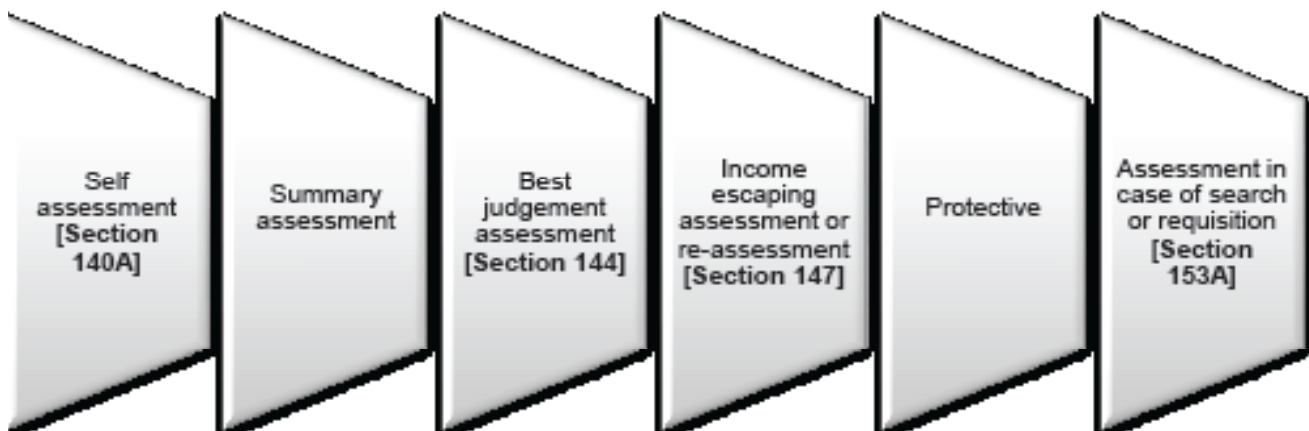 Self
assessment
[Section
140A]
Summary
assessment
Best
judgement
assessment
[Section 144]
Income
escaping
assessment or
re-assessment
[Section 147]
Protective
Assessment in
case of search
or requisition
[Section
153A]